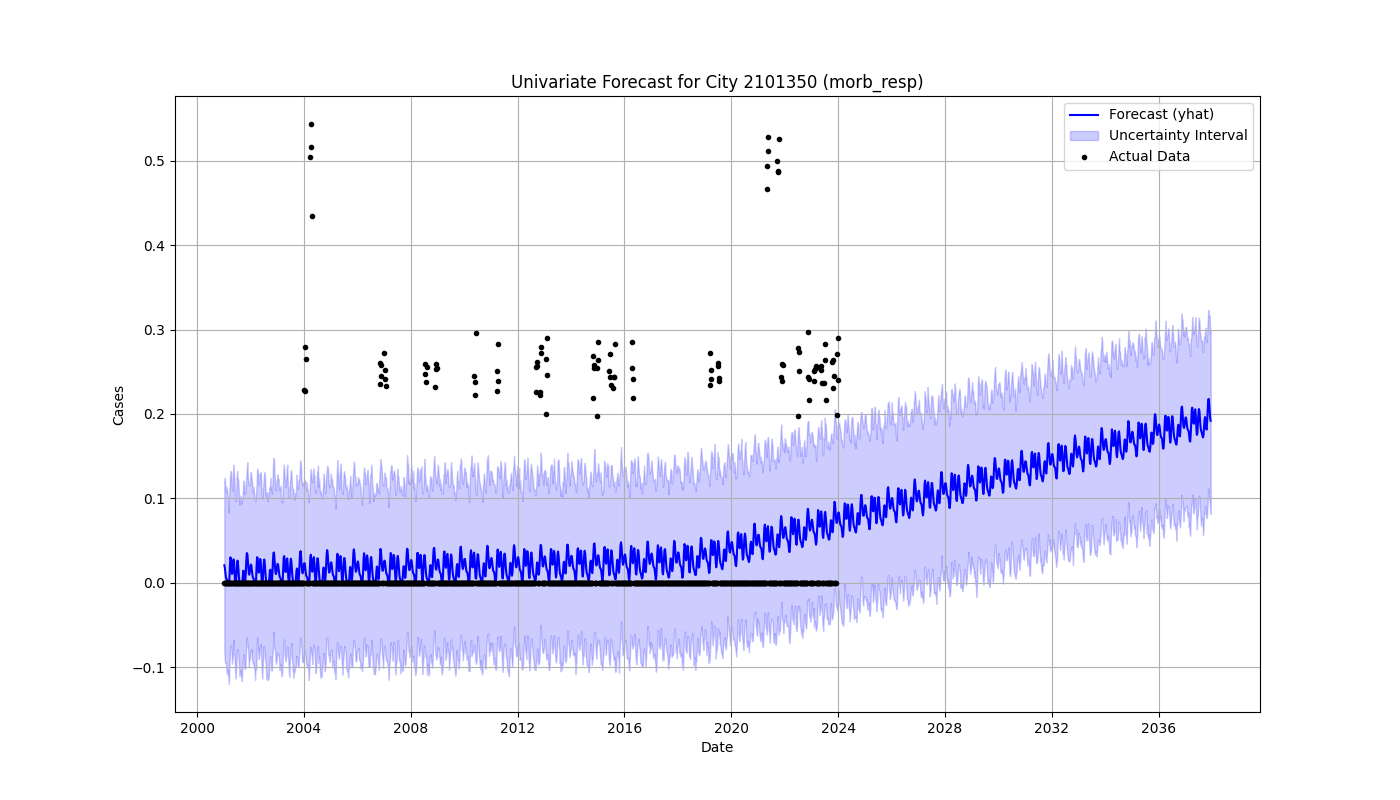 Univariate Forecast for City 2101350 (morb_resp)
Forecast (yhat)
Uncertainty Interval
Actual Data
Cases
0.5
0.4
0.3
0.2
0.1
0.0
−0.1
2000 2004 2008 2012 2016 2020 2024 2028 2032 2036
Date